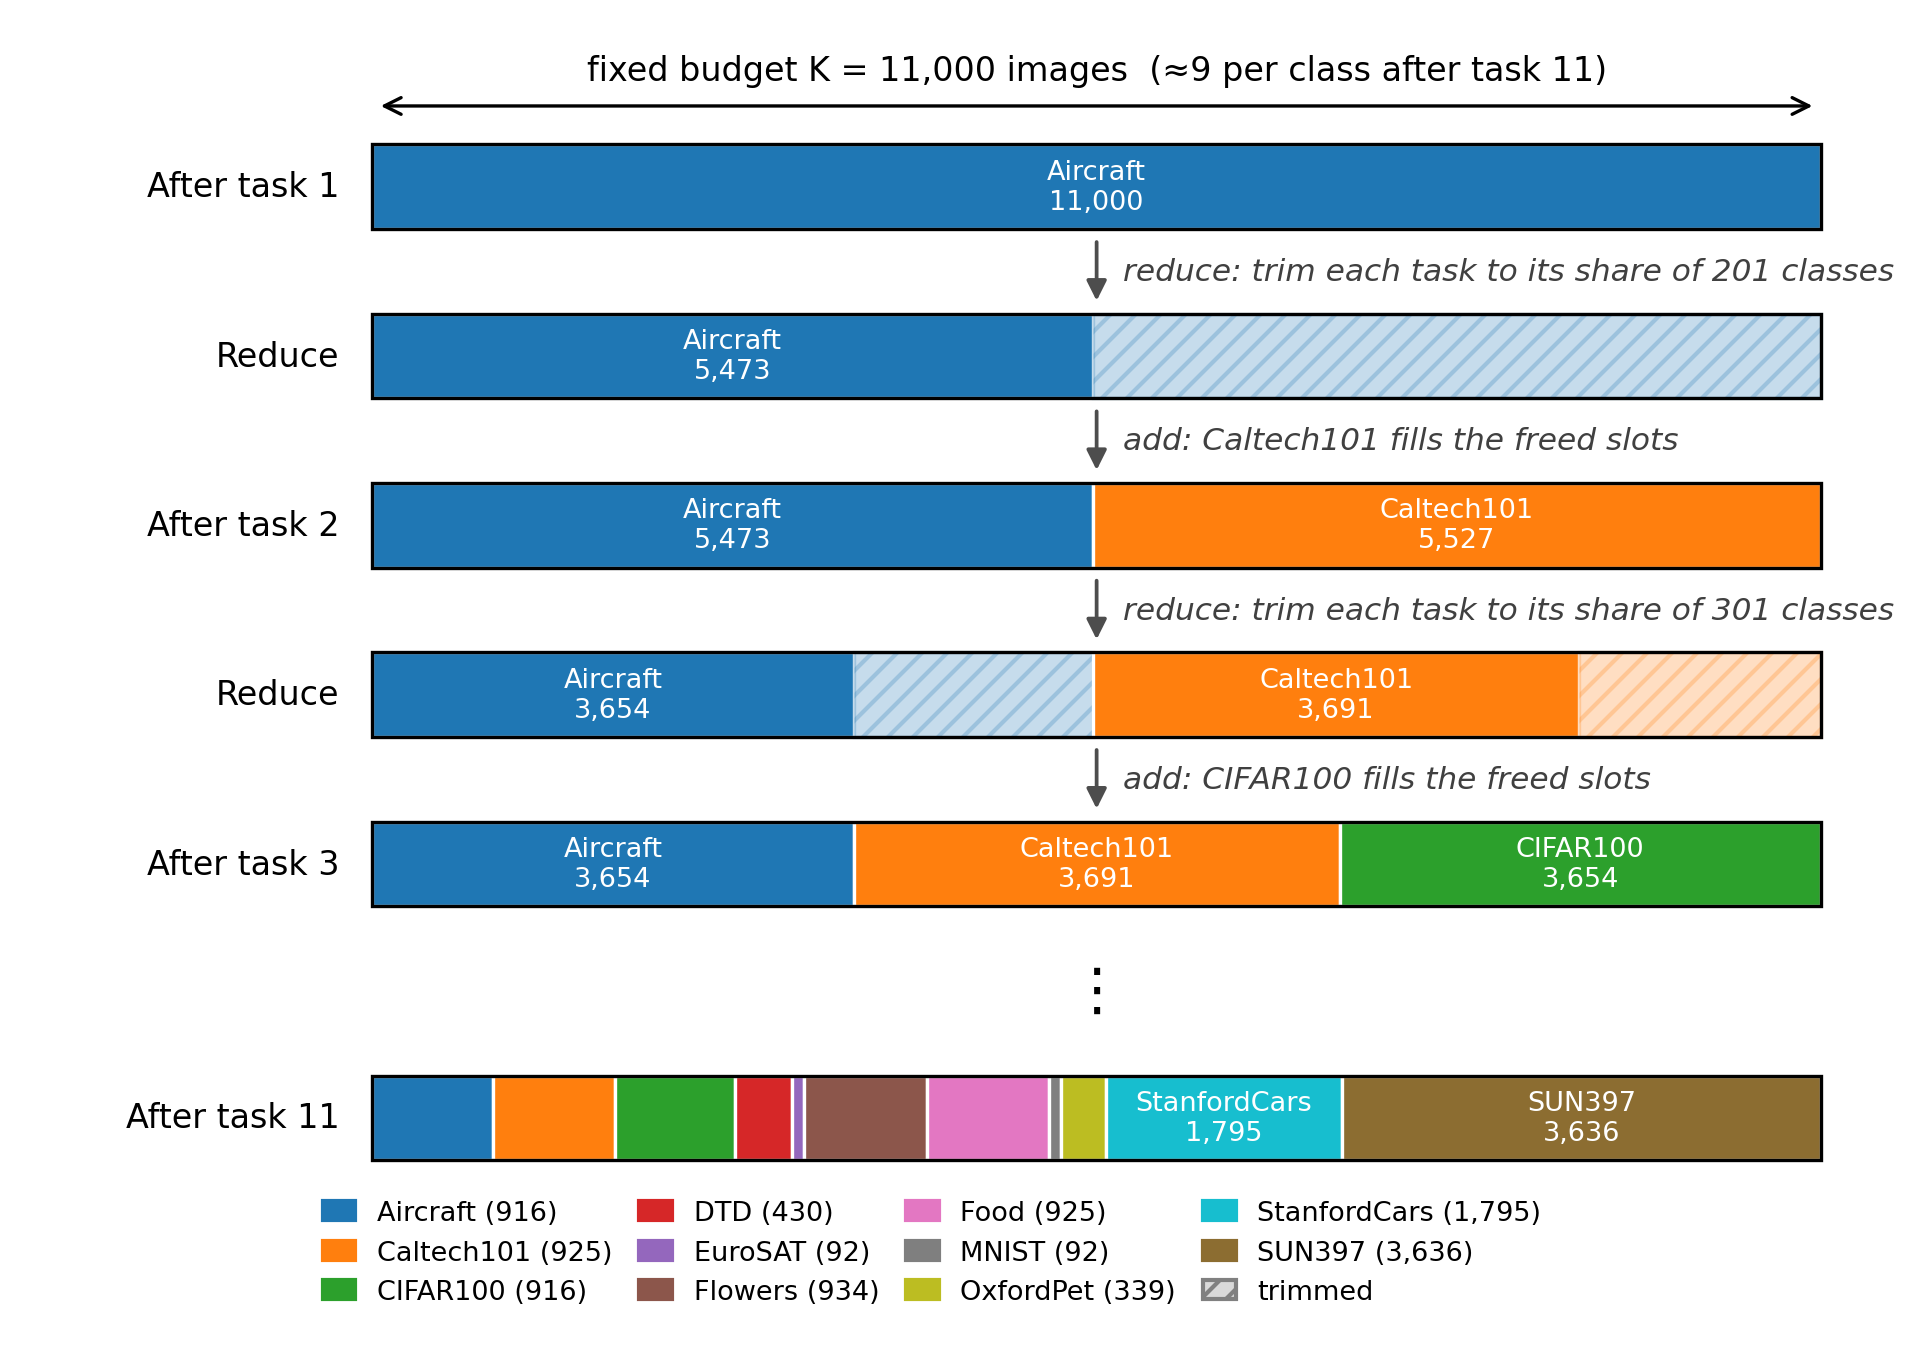 fixed budget K = 11,000 images (≈9 per class after task 11)
After task 1
Aircraft
11,000
reduce: trim each task to its share of 201 classes
Reduce
Aircraft
5,473
add: Caltech101 fills the freed slots
After task 2
Aircraft
5,473
Caltech101
5,527
reduce: trim each task to its share of 301 classes
Reduce
Aircraft
3,654
Caltech101
3,691
add: CIFAR100 fills the freed slots
After task 3
Aircraft
3,654
Caltech101
3,691
CIFAR100
3,654
⋮
After task 11
StanfordCars
1,795
SUN397
3,636
Aircraft (916)
Caltech101 (925)
CIFAR100 (916)
DTD (430)
EuroSAT (92)
Flowers (934)
Food (925)
MNIST (92)
OxfordPet (339)
StanfordCars (1,795)
SUN397 (3,636)
trimmed